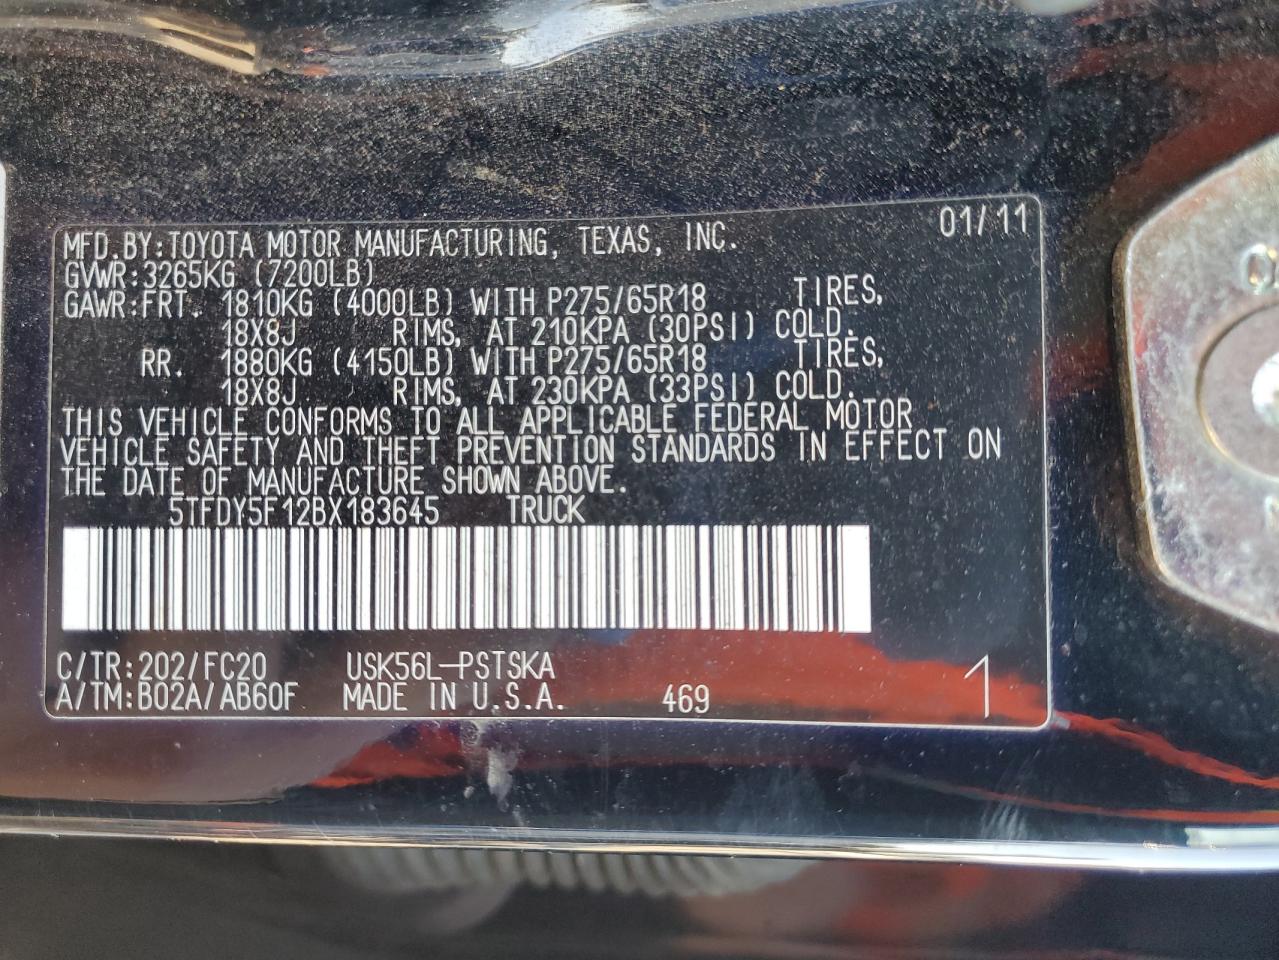 01/11
MFD.BY:TOYOTA MOTOR MANUFACTURING, TEXAS, INC.
GVWR:3265KG (7200LB)
GAWR:FRT. 1810KG (4000LB) WITH P275/65R18 TIRES,
18X8J RIMS, AT 210KPA (30PSI) COLD.
RR. 1880KG (4150LB) WITH P275/65R18 TIRES,
18X8J RIMS, AT 230KPA (33PSI) COLD.
THIS VEHICLE CONFORMS TO ALL APPLICABLE FEDERAL MOTOR
VEHICLE SAFETY AND THEFT PREVENTION STANDARDS IN EFFECT ON
THE DATE OF MANUFACTURE SHOWN ABOVE.
5TFDY5F12BX183645 TRUCK
C/TR:202/FC20 USK56L-PSTSKA
A/TM:B02A/AB60F MADE IN U.S.A. 469 1